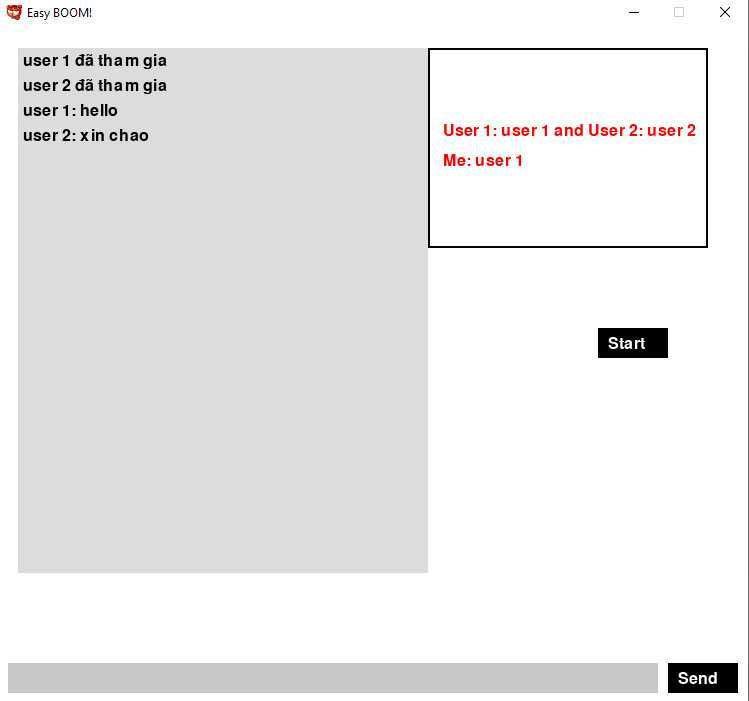 Easy BOOM!
user 1 đã tham gia
user 2 đã tham gia
user 1: hello
user 2: xin chao
User 1: user 1 and User 2: user 2
Me: user 1
Start
Send